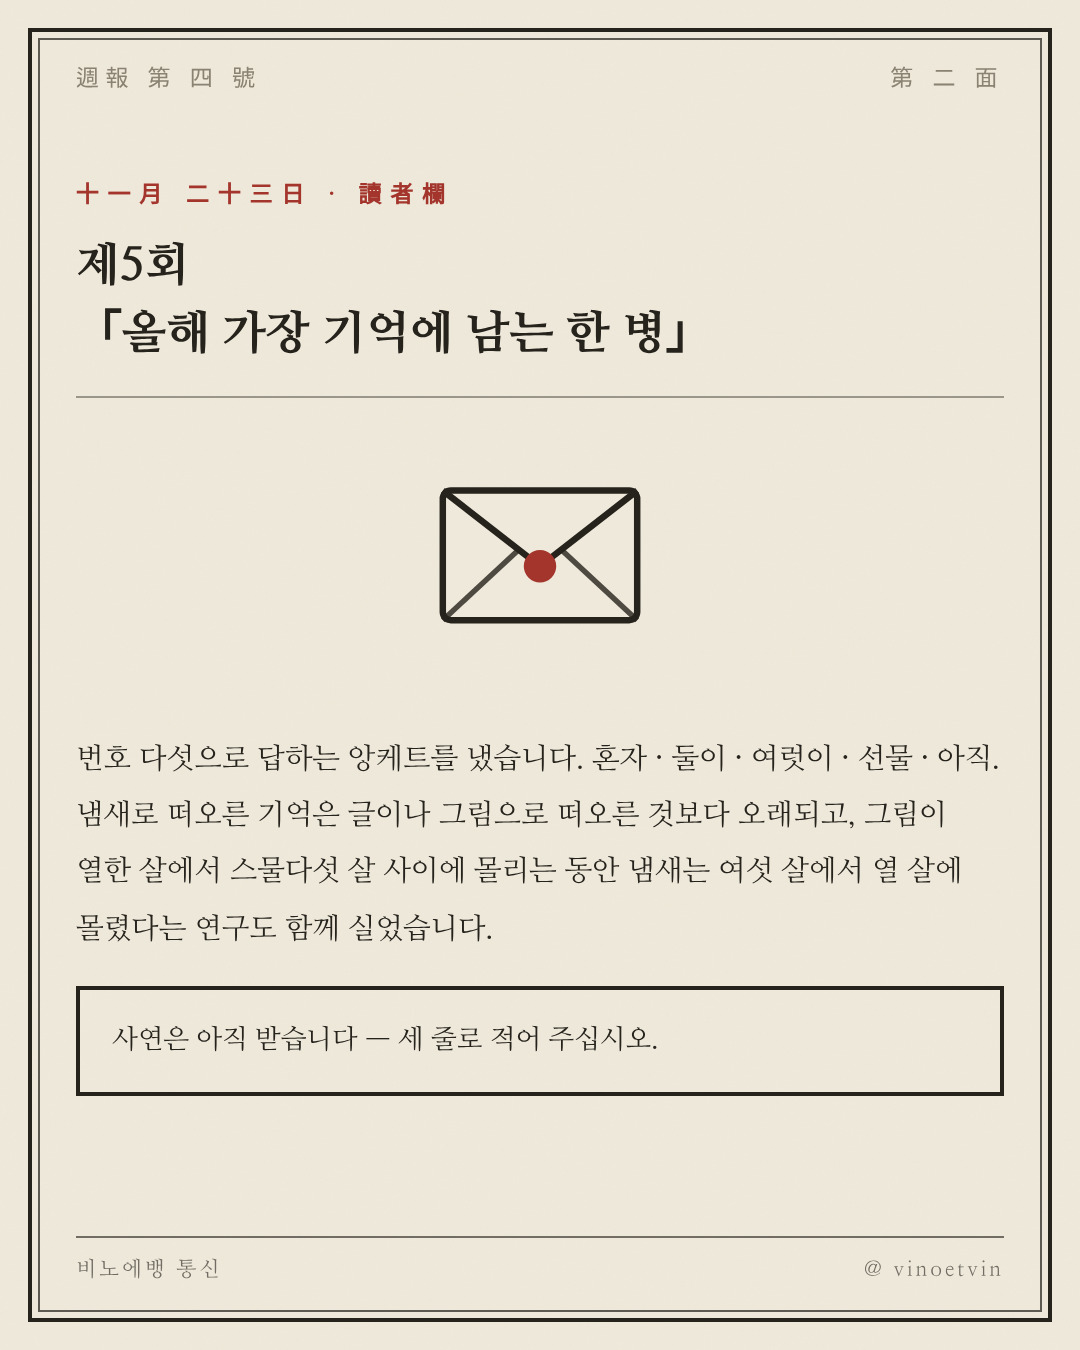 週報 第 四 號
第 二 面
十一月 二十三日 · 讀者欄
제5회
「올해 가장 기억에 남는 한 병」
번호 다섯으로 답하는 앙케트를 냈습니다. 혼자 · 둘이 · 여럿이 · 선물 · 아직.
냄새로 떠오른 기억은 글이나 그림으로 떠오른 것보다 오래되고, 그림이
열한 살에서 스물다섯 살 사이에 몰리는 동안 냄새는 여섯 살에서 열 살에
몰렸다는 연구도 함께 실었습니다.
사연은 아직 받습니다 — 세 줄로 적어 주십시오.
비노에뱅 통신
@ vinoetvin